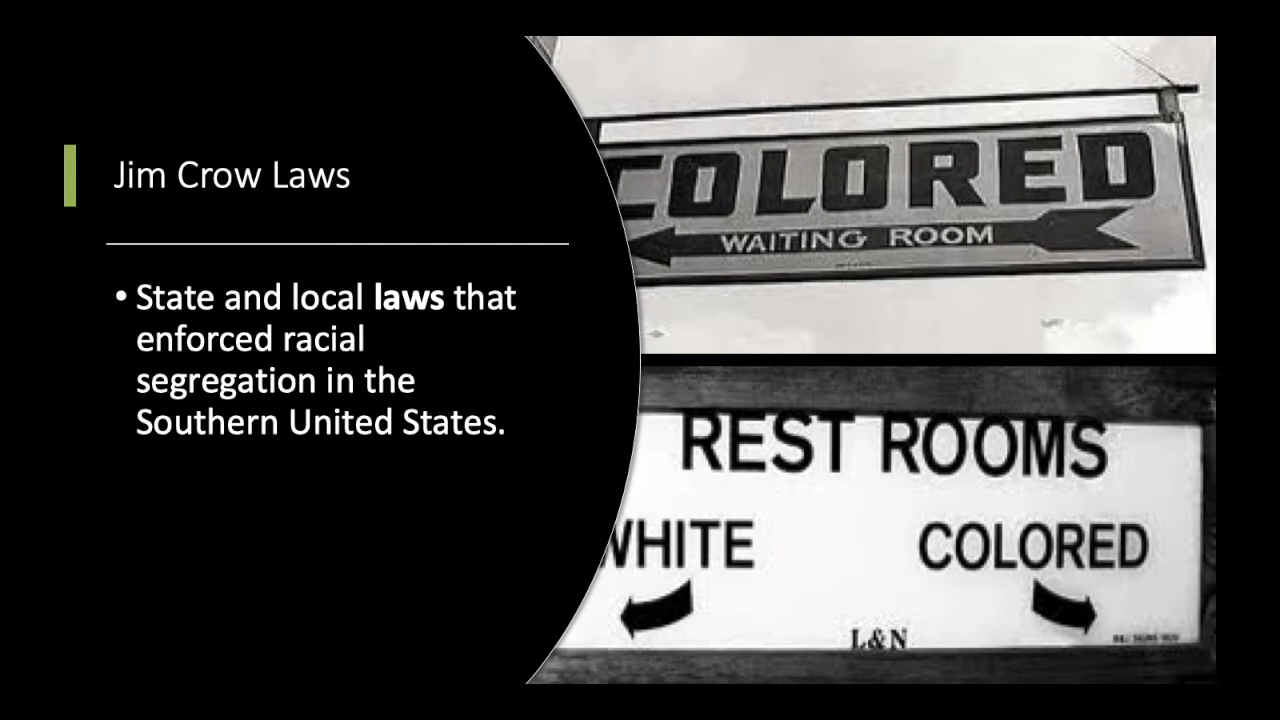 Jim Crow Laws
• State and local laws that
enforced racial
segregation in the
Southern United States.
COLORED
WAITING ROOM
REST ROOMS
WHITE
COLORED
L&N